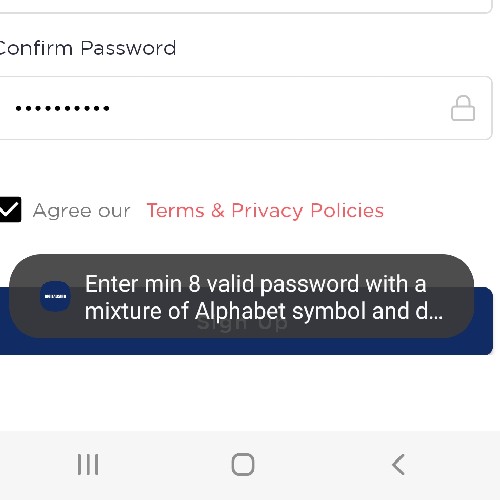 Confirm Password
Agree our Terms & Privacy Policies
Enter min 8 valid password with a
mixture of Alphabet symbol and d...
Sign Up